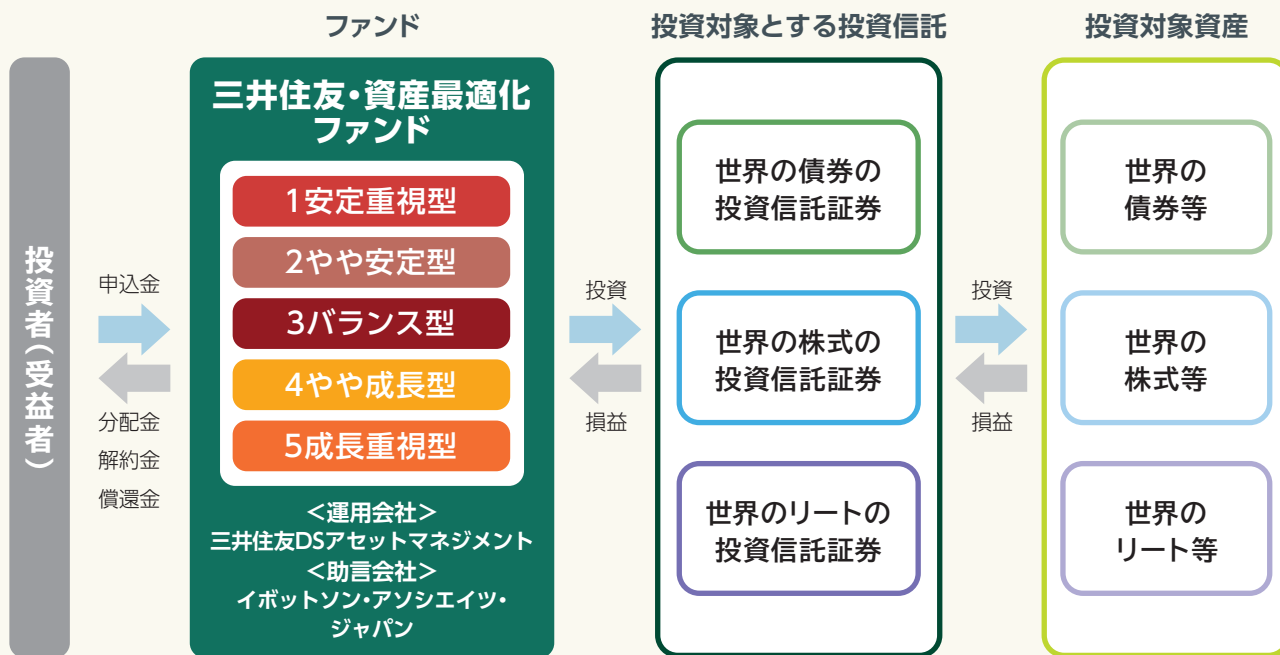 ファンド
投資対象とする投資信託
投資対象資産
投資者(受益者)
申込金
分配金
解約金
償還金
三井住友・資産最適化
ファンド
1安定重視型
2やや安定型
3バランス型
4やや成長型
5成長重視型
<運用会社>
三井住友DSアセットマネジメント
<助言会社>
イボットソン・アソシエイツ・
ジャパン
投資
損益
世界の債券の
投資信託証券
世界の株式の
投資信託証券
世界のリートの
投資信託証券
投資
損益
世界の
債券等
世界の
株式等
世界の
リート等